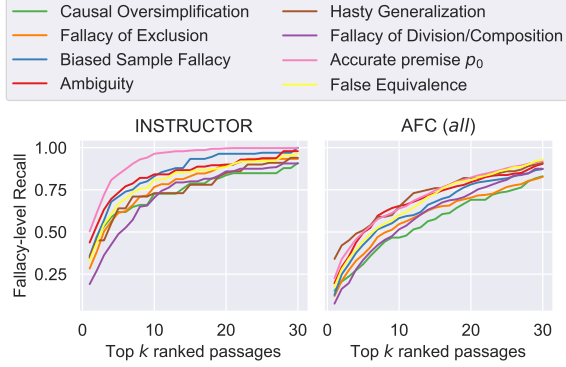 Causal Oversimplification
Fallacy of Exclusion
Biased Sample Fallacy
Ambiguity
Hasty Generalization
Fallacy of Division/Composition
Accurate premise p₀
False Equivalence
INSTRUCTOR
AFC (all)
Fallacy-level Recall
1.00
0.75
0.50
0.25
0 10 20 30
0 10 20 30
Top k ranked passages
Top k ranked passages